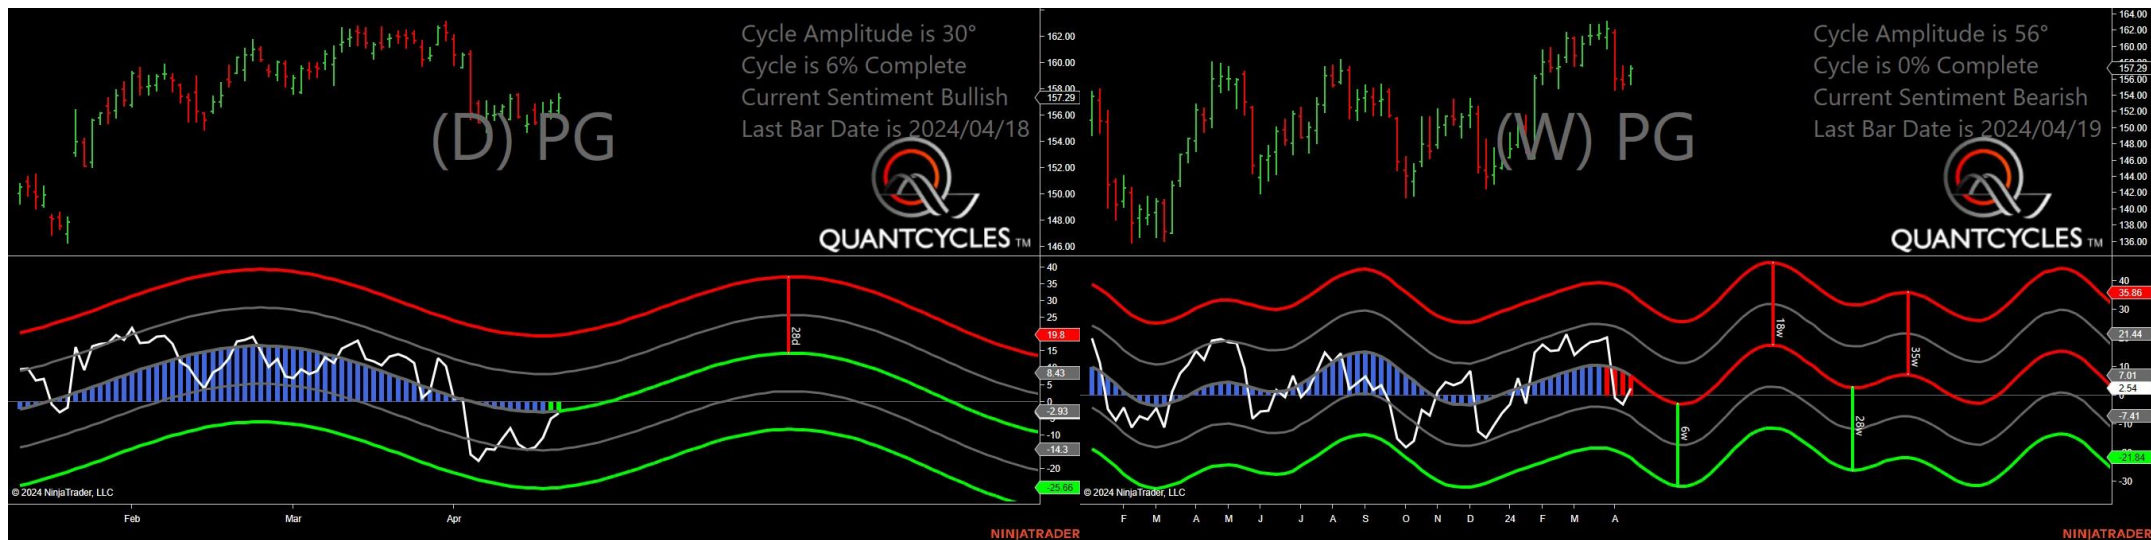 Cycle Amplitude is 30°
Cycle is 6% Complete
Current Sentiment Bullish
Last Bar Date is 2024/04/18
(D) PG
QUANTCYCLES TM
162.00
160.00
158.00
157.29
156.00
154.00
152.00
150.00
148.00
146.00
40
35
30
25
19.8
15
8.43
5
0
-2.93
-10
-14.3
-20
-25.66
28d
© 2024 NinjaTrader, LLC
Feb Mar Apr
NINJATRADER
Cycle Amplitude is 56°
Cycle is 0% Complete
Current Sentiment Bearish
Last Bar Date is 2024/04/19
(W) PG
QUANTCYCLES TM
164.00
162.00
160.00
157.29
156.00
154.00
152.00
150.00
148.00
146.00
144.00
142.00
140.00
138.00
136.00
40
35.86
30
21.44
10
7.01
2.54
0
-7.41
-10
-21.84
-30
6w
18w
28w
35w
© 2024 NinjaTrader, LLC
F M A M J J A S O N D 24 F M A
NINJATRADER